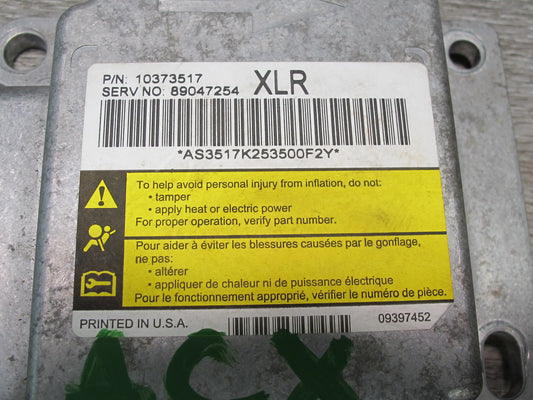 P/N: 10373517
SERV NO: 89047254 XLR
*AS3517K253500F2Y*
To help avoid personal injury from inflation, do not:
• tamper
• apply heat or electric power
For proper operation, verify part number.
Pour aider à éviter les blessures causées par le gonflage,
ne pas:
• altérer
• appliquer de chaleur ni de puissance électrique
Pour le fonctionnement approprié, vérifier le numéro de pièce.
PRINTED IN U.S.A. 09397452
ACX